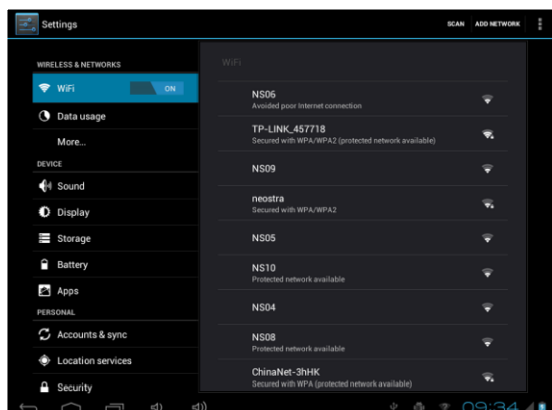 Settings
SCAN ADD NETWORK
WIRELESS & NETWORKS
WiFi ON
Data usage
More...
DEVICE
Sound
Display
Storage
Battery
Apps
PERSONAL
Accounts & sync
Location services
Security
WiFi
NS06
Avoided poor Internet connection
TP-LINK_457718
Secured with WPA/WPA2 (protected network available)
NS09
neostra
Secured with WPA/WPA2
NS05
NS10
Protected network available
NS04
NS08
Protected network available
ChinaNet-3hHK
Secured with WPA (protected network available)
09:34